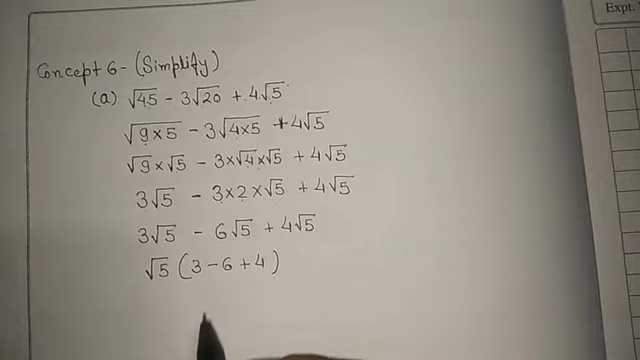 Expt.
Concept 6 - (Simplify)
(a) √45 - 3√20 + 4√5
√9×5 - 3√4×5 + 4√5
√9 × √5 - 3×√4×√5 + 4√5
3√5 - 3×2×√5 + 4√5
3√5 - 6√5 + 4√5
√5 (3 - 6 + 4)